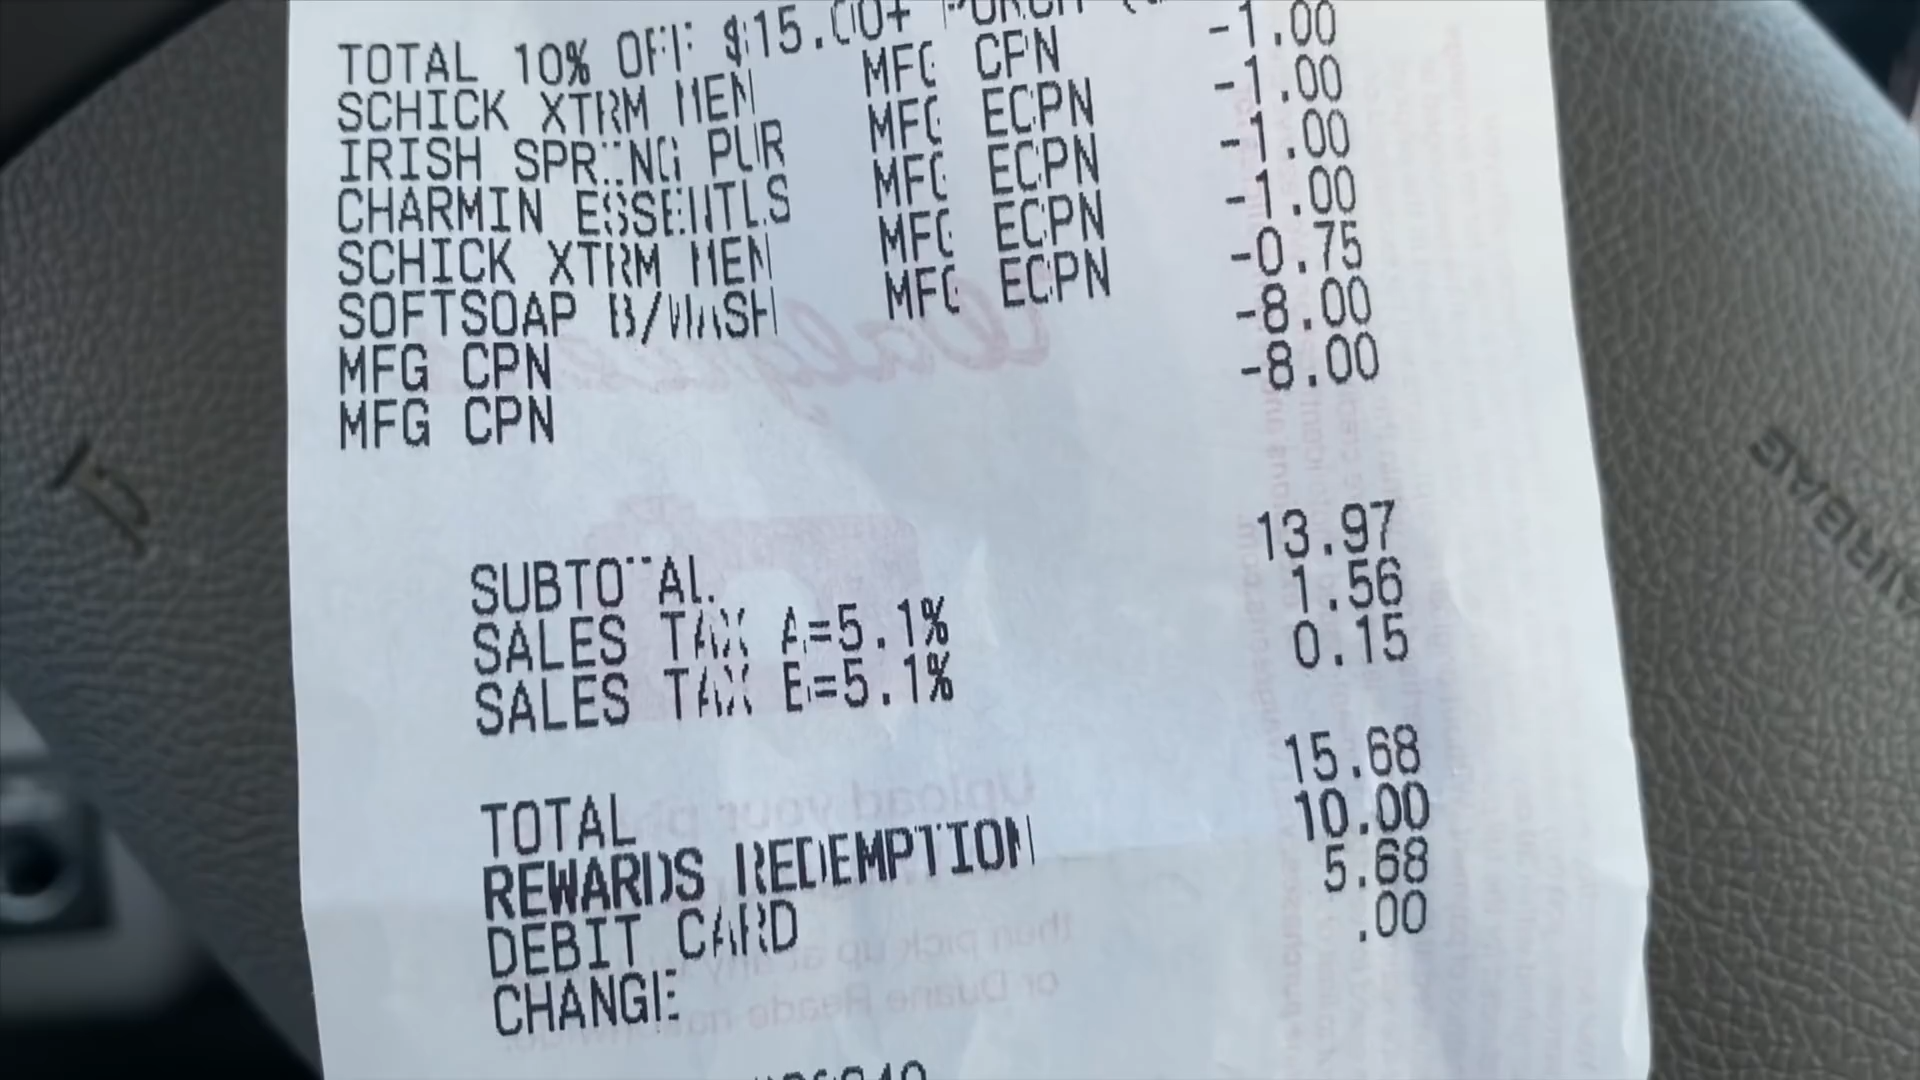 TOTAL 10% OFF $15.00+ PURCH
SCHICK XTRM MEN MFG CPN -1.00
IRISH SPRING PUR MFG ECPN -1.00
CHARMIN ESSENTLS MFG ECPN -1.00
SCHICK XTRM MEN MFG ECPN -1.00
SOFTSOAP B/WASH MFG ECPN -0.75
MFG CPN -8.00
MFG CPN -8.00
SUBTOTAL 13.97
SALES TAX A=5.1% 1.56
SALES TAX E=5.1% 0.15
TOTAL 15.68
REWARDS REDEMPTION 10.00
DEBIT CARD 5.68
CHANGE .00
AIRBAG